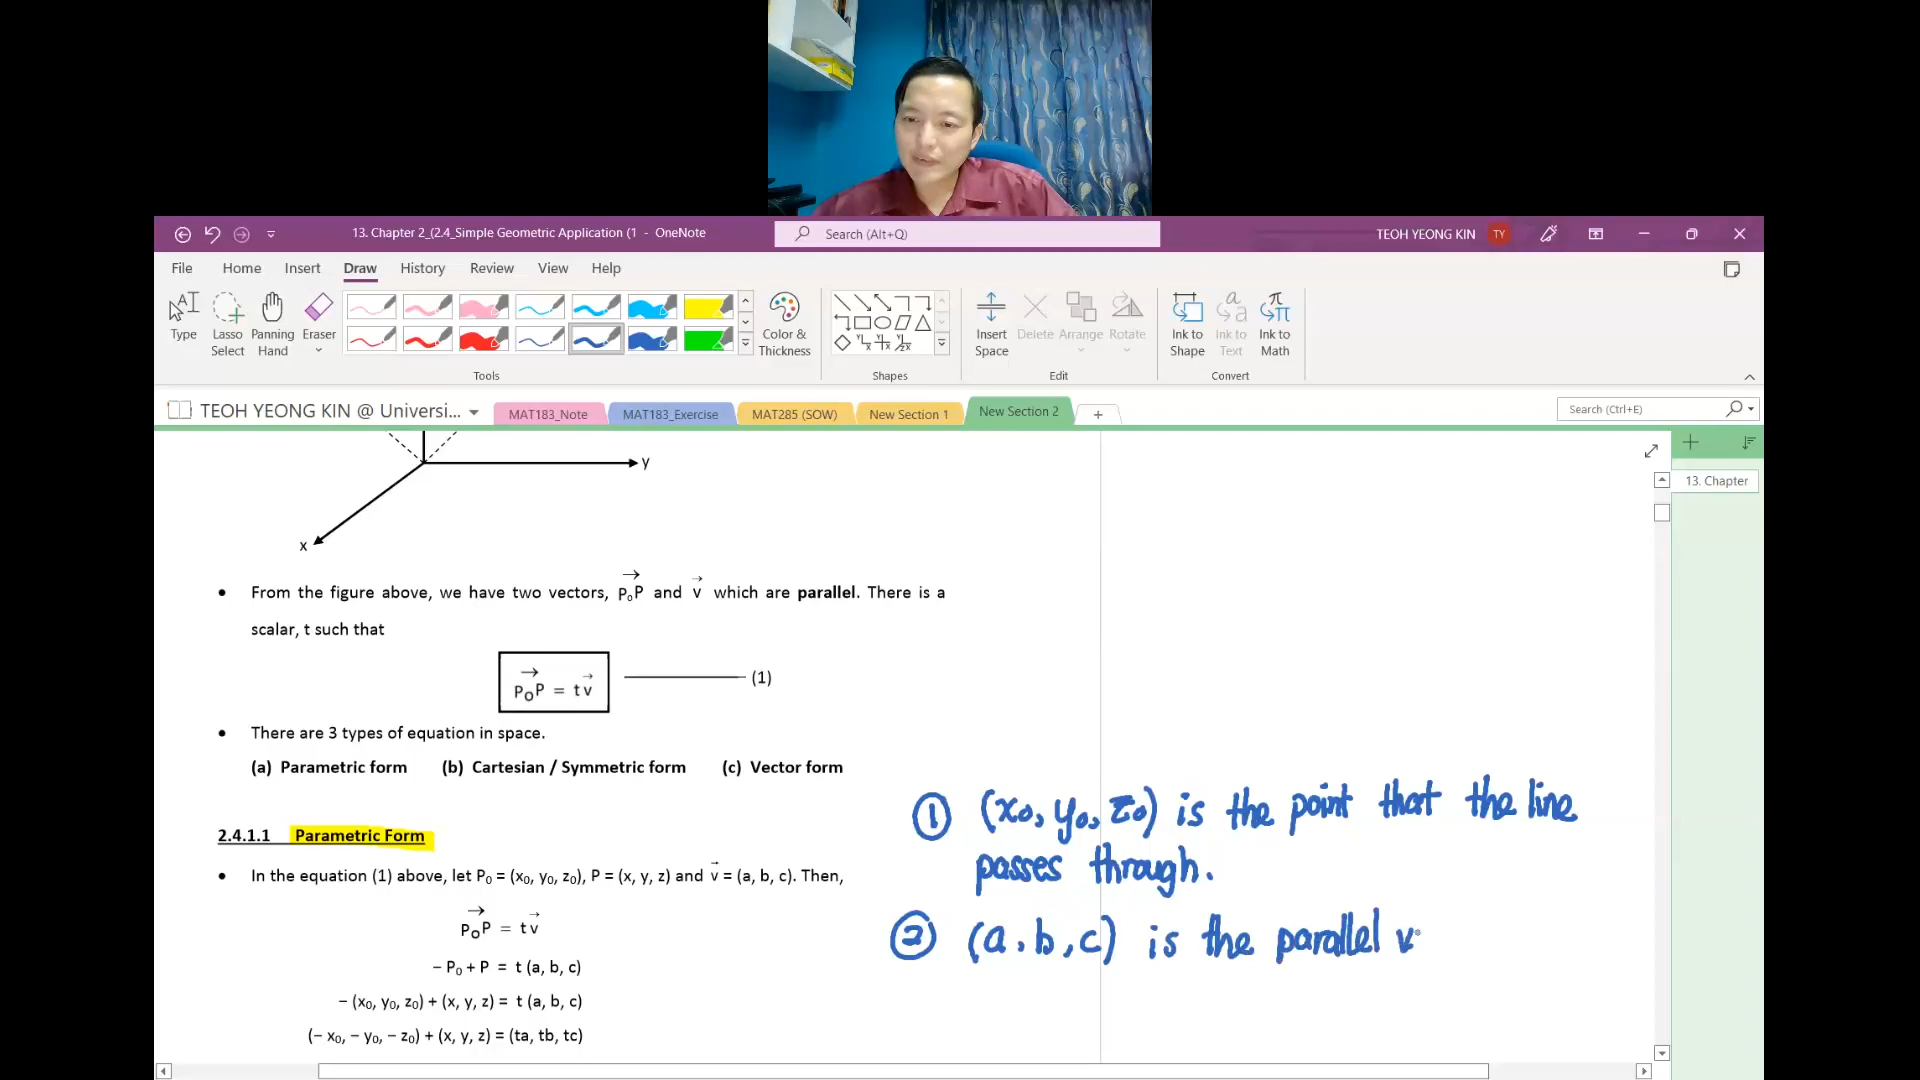 13. Chapter 2_(2.4_Simple Geometric Application (1 - OneNote
Search (Alt+Q)
TEOH YEONG KIN TY
File Home Insert Draw History Review View Help
Type
Lasso Select
Panning Hand
Eraser
Color & Thickness
Insert Space
Delete
Arrange
Rotate
Ink to Shape
Ink to Text
Ink to Math
Tools Shapes Edit Convert
TEOH YEONG KIN @ Universi...
MAT183_Note MAT183_Exercise MAT285 (SOW) New Section 1 New Section 2 +
Search (Ctrl+E)
13. Chapter
y
x
• From the figure above, we have two vectors, P₀P→ and v→ which are parallel. There is a
scalar, t such that
P₀P→ = t v→ (1)
• There are 3 types of equation in space.
(a) Parametric form (b) Cartesian / Symmetric form (c) Vector form
2.4.1.1 Parametric Form
• In the equation (1) above, let P₀ = (x₀, y₀, z₀), P = (x, y, z) and v→ = (a, b, c). Then,
P₀P→ = t v→
– P₀ + P = t (a, b, c)
– (x₀, y₀, z₀) + (x, y, z) = t (a, b, c)
(– x₀, – y₀, – z₀) + (x, y, z) = (ta, tb, tc)
① (x₀, y₀, z₀) is the point that the line
passes through.
② (a, b, c) is the parallel v